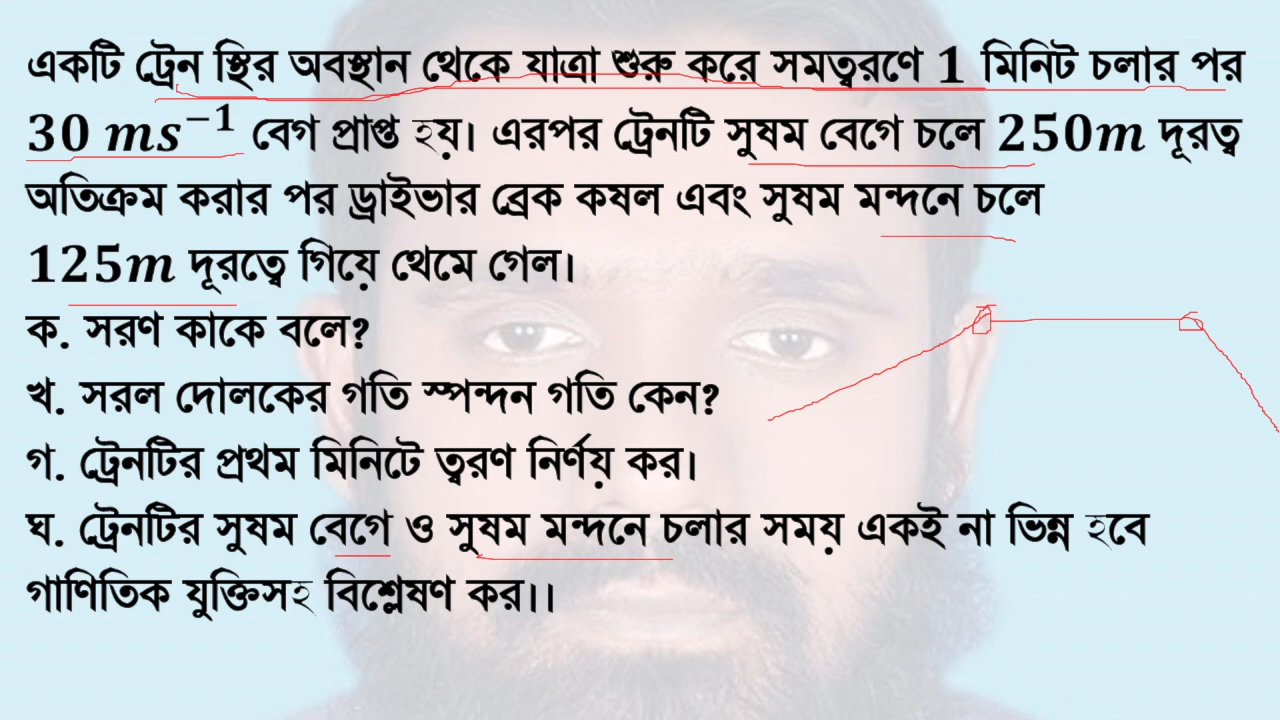 একটি ট্রেন স্থির অবস্থান থেকে যাত্রা শুরু করে সমত্বরণে 1 মিনিট চলার পর
30 ms⁻¹ বেগ প্রাপ্ত হয়। এরপর ট্রেনটি সুষম বেগে চলে 250m দূরত্ব
অতিক্রম করার পর ড্রাইভার ব্রেক কষল এবং সুষম মন্দনে চলে
125m দূরত্বে গিয়ে থেমে গেল।
ক. সরণ কাকে বলে?
খ. সরল দোলকের গতি স্পন্দন গতি কেন?
গ. ট্রেনটির প্রথম মিনিটে ত্বরণ নির্ণয় কর।
ঘ. ট্রেনটির সুষম বেগে ও সুষম মন্দনে চলার সময় একই না ভিন্ন হবে
গাণিতিক যুক্তিসহ বিশ্লেষণ কর।।